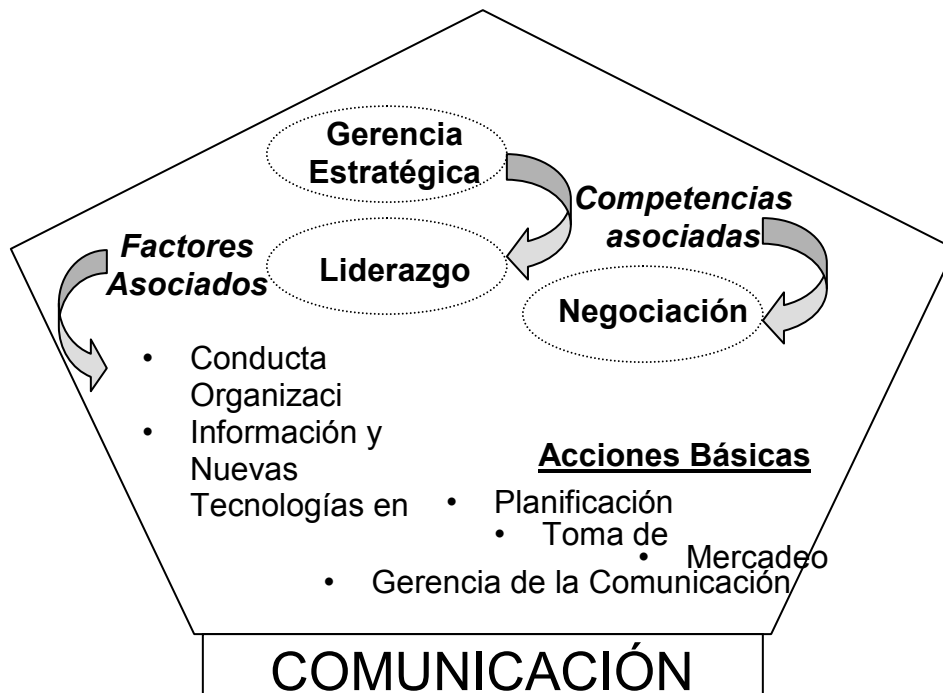 Gerencia
Estratégica
Competencias
asociadas
Factores
Asociados
Liderazgo
Negociación
• Conducta
Organizaci
• Información y
Nuevas
Tecnologías en
Acciones Básicas
• Planificación
• Toma de
• Mercadeo
• Gerencia de la Comunicación
COMUNICACIÓN